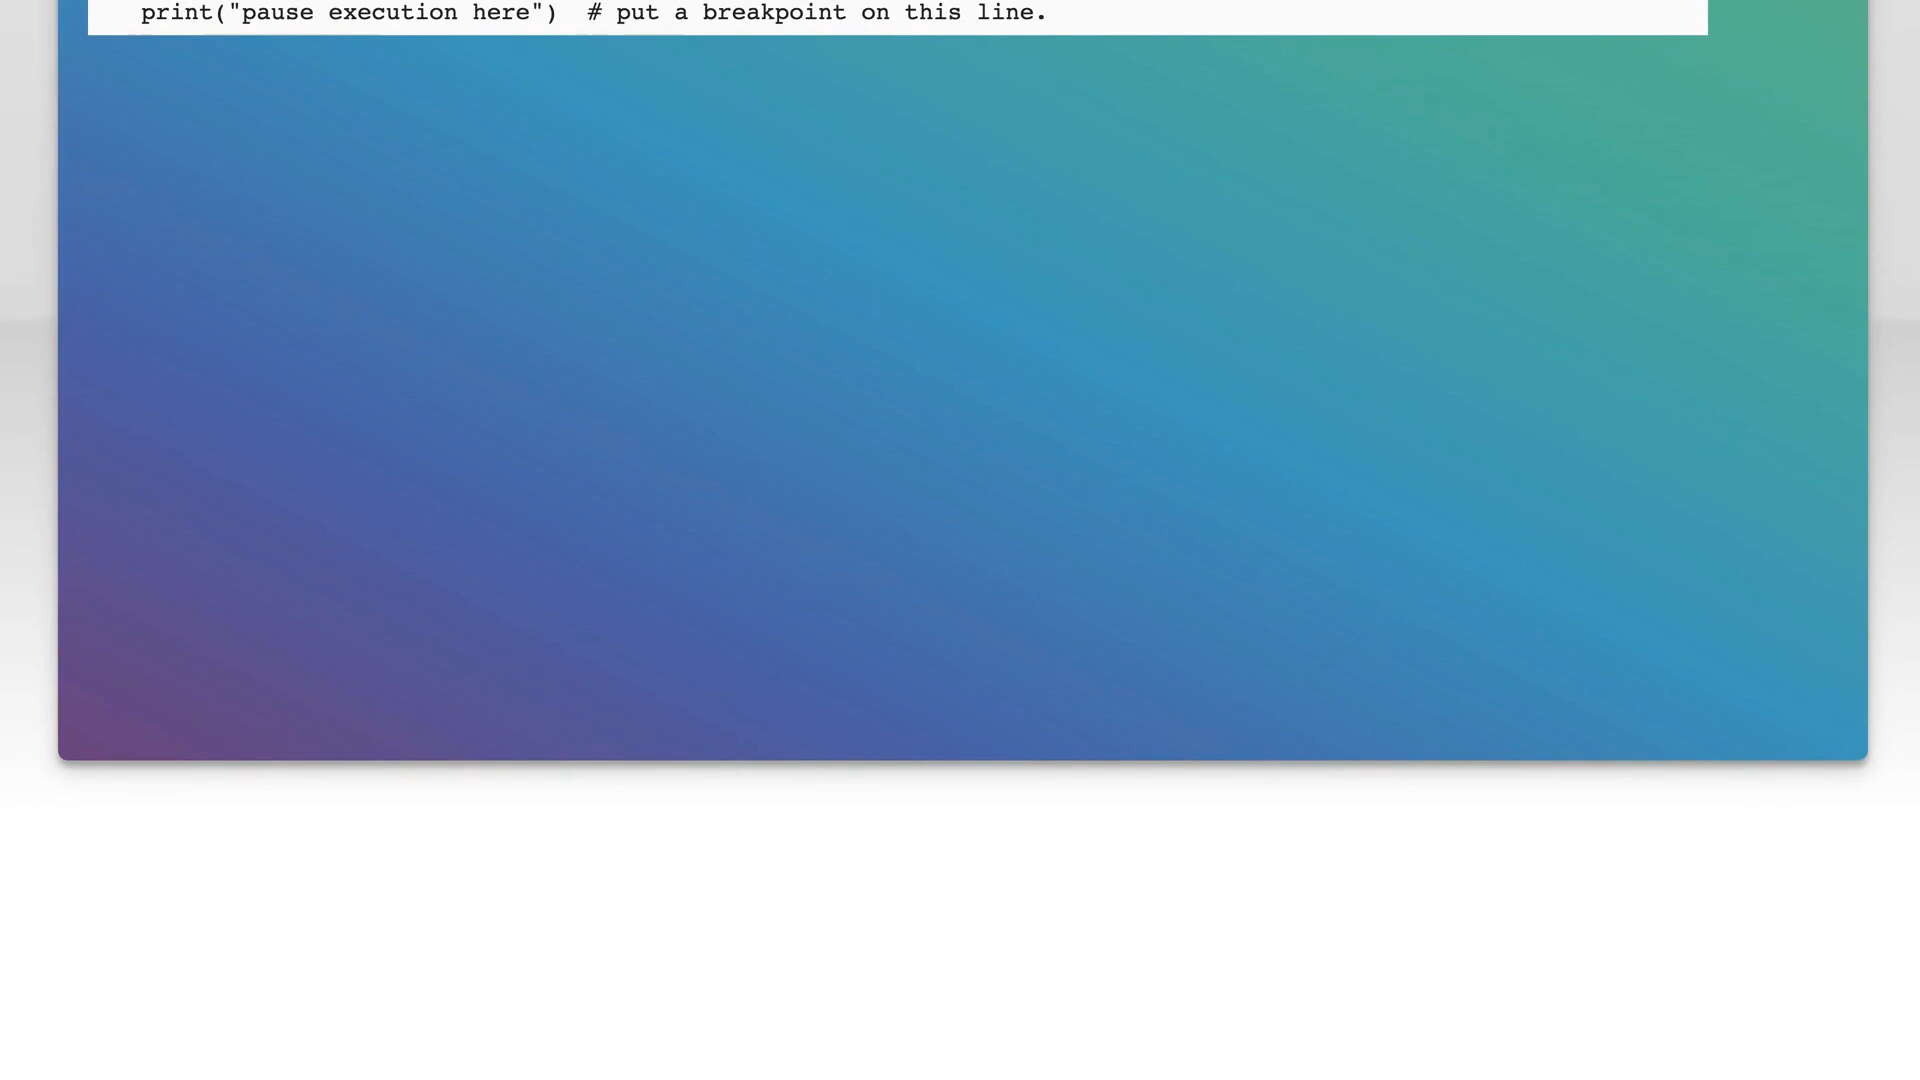 print("pause execution here")  # put a breakpoint on this line.